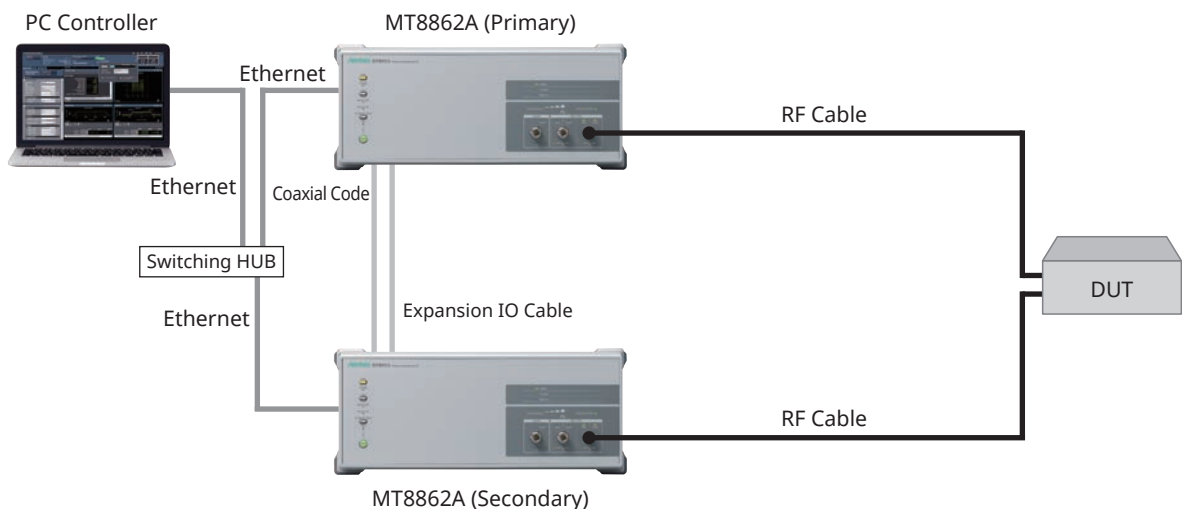 PC Controller
MT8862A (Primary)
Ethernet
RF Cable
Ethernet
Coaxial Code
Switching HUB
DUT
Ethernet
Expansion IO Cable
RF Cable
MT8862A (Secondary)